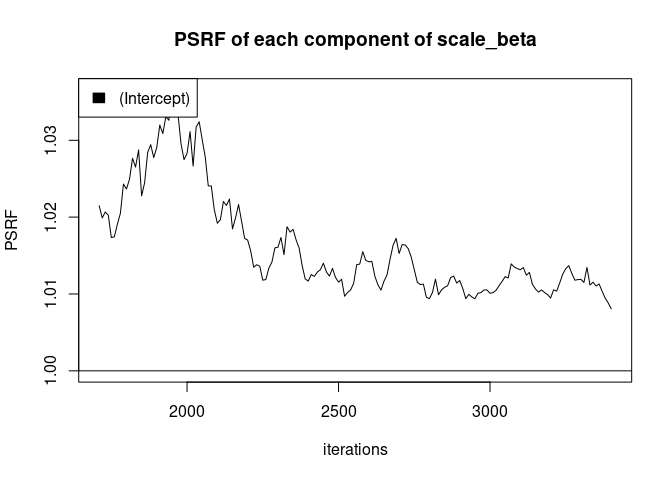 PSRF of each component of scale_beta
(Intercept)
PSRF
1.03
1.02
1.01
1.00
2000 2500 3000
iterations